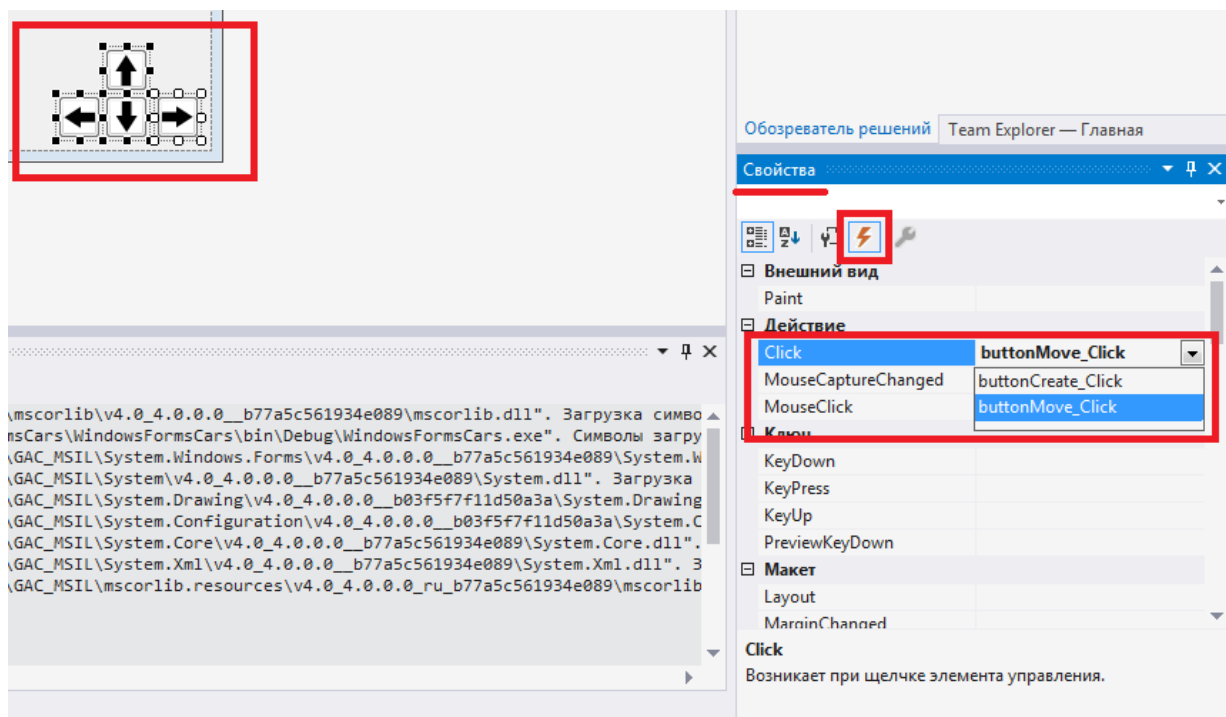 Обозреватель решений Team Explorer — Главная
Свойства
Внешний вид
Paint
Действие
Click buttonMove_Click
MouseCaptureChanged buttonCreate_Click
MouseClick buttonMove_Click
Ключ
KeyDown
KeyPress
KeyUp
PreviewKeyDown
Макет
Layout
MarginChanged
Click
Возникает при щелчке элемента управления.
\mscorlib\v4.0_4.0.0.0__b77a5c561934e089\mscorlib.dll". Загрузка симво
msCars\WindowsFormsCars\bin\Debug\WindowsFormsCars.exe". Символы загру
\GAC_MSIL\System.Windows.Forms\v4.0_4.0.0.0__b77a5c561934e089\System.W
\GAC_MSIL\System\v4.0_4.0.0.0__b77a5c561934e089\System.dll". Загрузка
\GAC_MSIL\System.Drawing\v4.0_4.0.0.0__b03f5f7f11d50a3a\System.Drawing
\GAC_MSIL\System.Configuration\v4.0_4.0.0.0__b03f5f7f11d50a3a\System.C
\GAC_MSIL\System.Core\v4.0_4.0.0.0__b77a5c561934e089\System.Core.dll".
\GAC_MSIL\System.Xml\v4.0_4.0.0.0__b77a5c561934e089\System.Xml.dll". З
\GAC_MSIL\mscorlib.resources\v4.0_4.0.0.0_ru_b77a5c561934e089\mscorlib